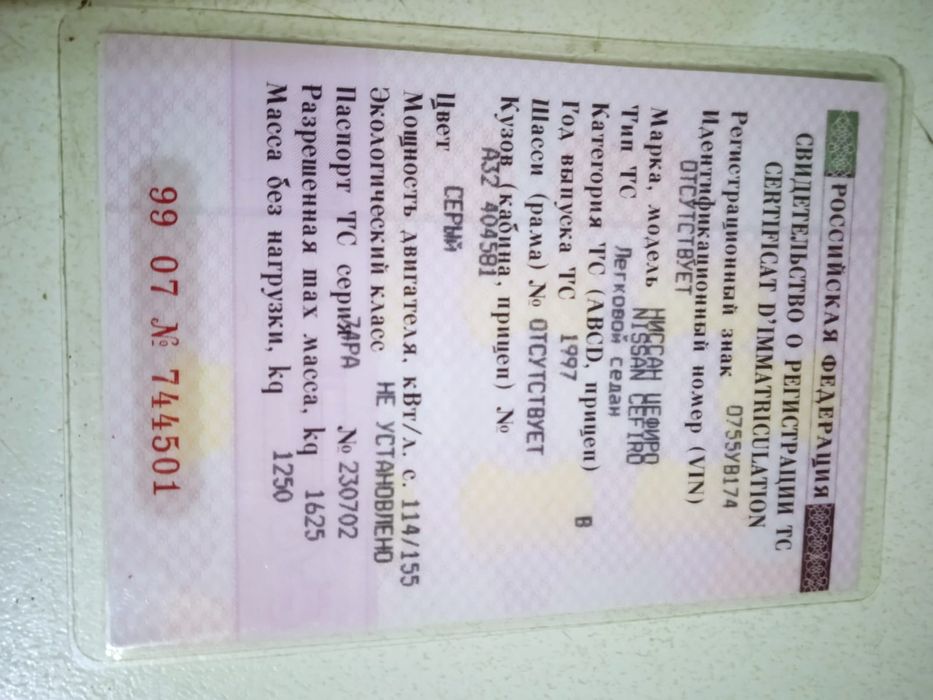 РОССИЙСКАЯ ФЕДЕРАЦИЯ
СВИДЕТЕЛЬСТВО О РЕГИСТРАЦИИ ТС
CERTIFICAT D'IMMATRICULATION
Регистрационный знак О755УВ174
Идентификационный номер (VIN)
ОТСУТСТВУЕТ
Марка, модель НИССАН ЦЕФИРО
NISSAN CEFIRO
Тип ТС Легковой седан
Категория ТС (ABCD, прицеп) B
Год выпуска ТС 1997
Шасси (рама) № ОТСУТСТВУЕТ
Кузов (кабина, прицеп) №
А32 404581
Цвет СЕРЫЙ
Мощность двигателя, кВт/л. с. 114/155
Экологический класс НЕ УСТАНОВЛЕНО
Паспорт ТС серия № 230702
Разрешенная max масса, kg 1625
Масса без нагрузки, kg 1250
99 07 № 744501